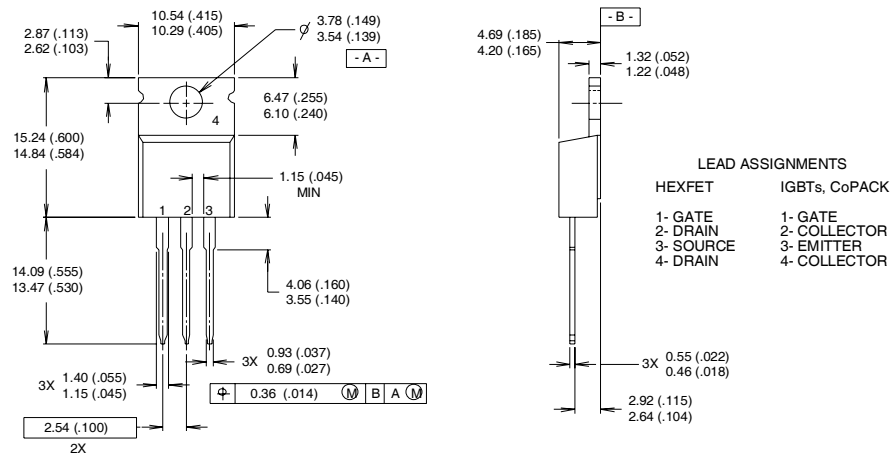 10.54 (.415)
10.29 (.405)
2.87 (.113)
2.62 (.103)
ø 3.78 (.149)
3.54 (.139)
- A -
6.47 (.255)
6.10 (.240)
4
15.24 (.600)
14.84 (.584)
1.15 (.045)
MIN
1 2 3
14.09 (.555)
13.47 (.530)
4.06 (.160)
3.55 (.140)
3X 0.93 (.037)
0.69 (.027)
3X 1.40 (.055)
1.15 (.045)
⌖ 0.36 (.014) Ⓜ B A Ⓜ
2.54 (.100)
2X
- B -
4.69 (.185)
4.20 (.165)
1.32 (.052)
1.22 (.048)
LEAD ASSIGNMENTS
HEXFET
1- GATE
2- DRAIN
3- SOURCE
4- DRAIN
IGBTs, CoPACK
1- GATE
2- COLLECTOR
3- EMITTER
4- COLLECTOR
3X 0.55 (.022)
0.46 (.018)
2.92 (.115)
2.64 (.104)